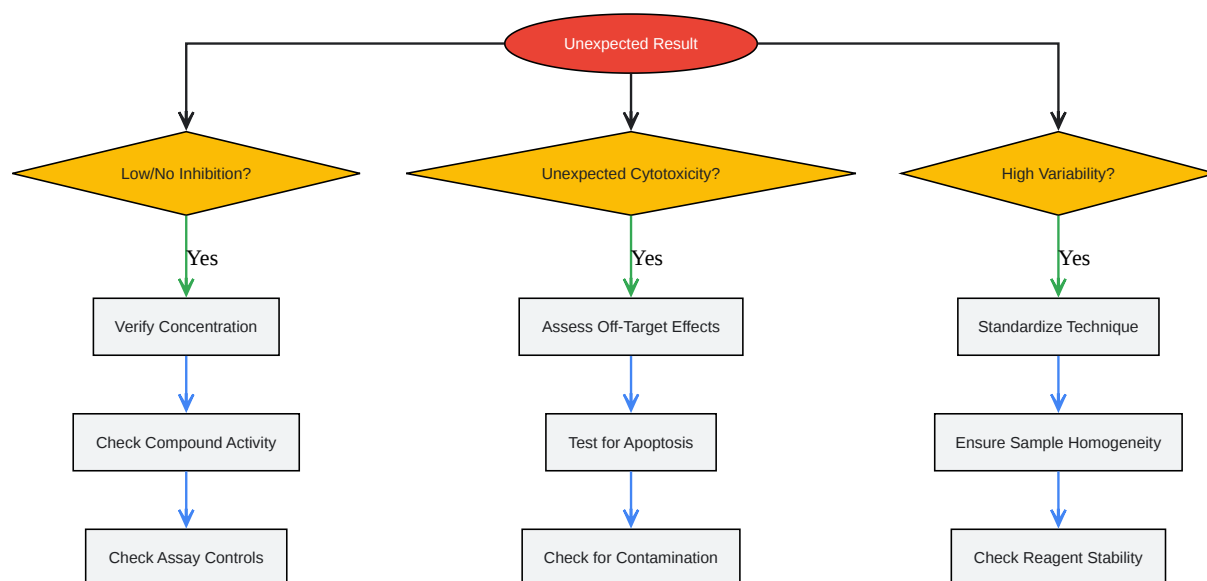 Unexpected Result
Low/No Inhibition?
Unexpected Cytotoxicity?
High Variability?
Yes
Yes
Yes
Verify Concentration
Assess Off-Target Effects
Standardize Technique
Check Compound Activity
Test for Apoptosis
Ensure Sample Homogeneity
Check Assay Controls
Check for Contamination
Check Reagent Stability